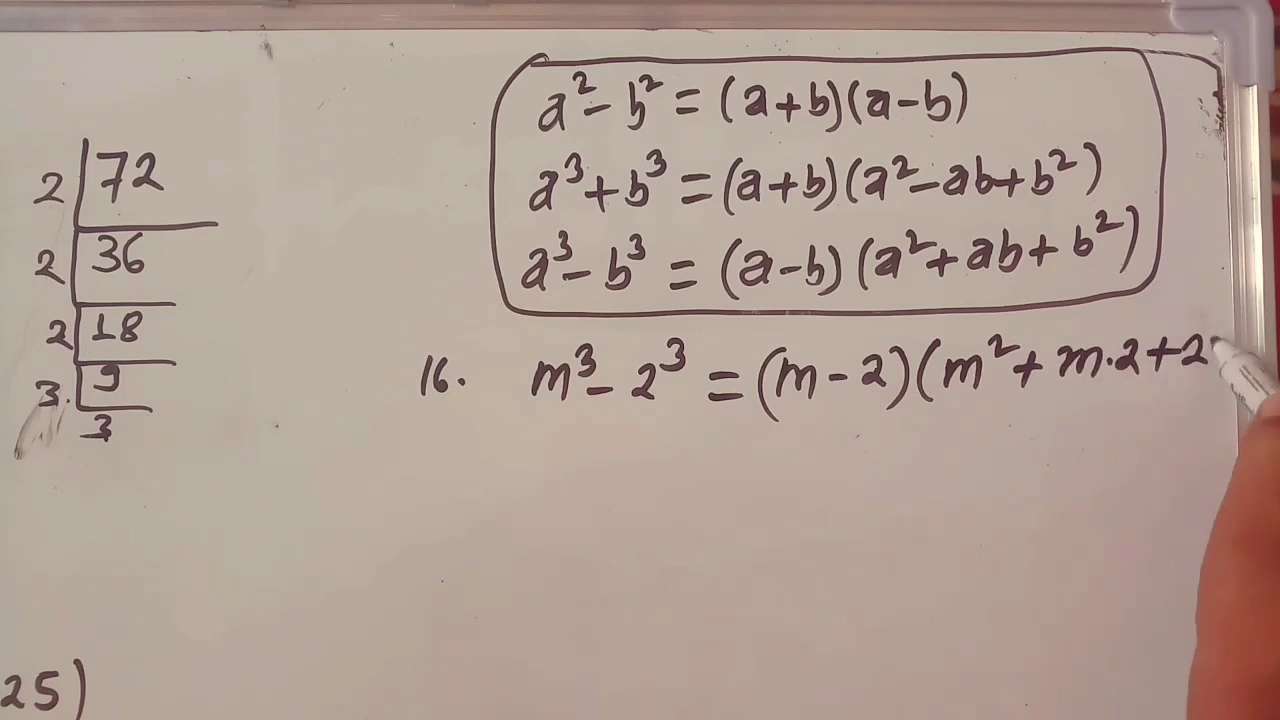 2 72
2 36
2 18
3. 9
3
a² - b² = (a+b)(a-b)
a³ + b³ = (a+b)(a² - ab + b²)
a³ - b³ = (a-b)(a² + ab + b²)
16. m³ - 2³ = (m-2)(m² + m·2 + 2
25)